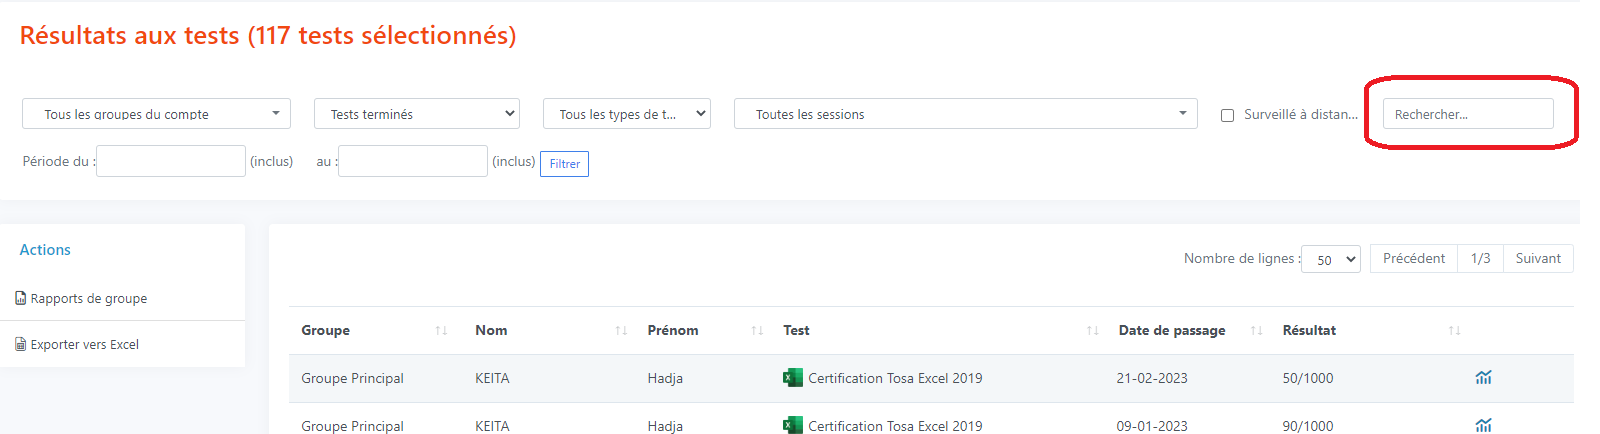 Résultats aux tests (117 tests sélectionnés)
Tous les groupes du compte Tests terminés Tous les types de t... Toutes les sessions Surveillé à distan... Rechercher...
Période du : (inclus) au : (inclus) Filtrer
Actions
Rapports de groupe
Exporter vers Excel
Nombre de lignes : 50 Précédent 1/3 Suivant
Groupe Nom Prénom Test Date de passage Résultat
Groupe Principal KEITA Hadja Certification Tosa Excel 2019 21-02-2023 50/1000
Groupe Principal KEITA Hadja Certification Tosa Excel 2019 09-01-2023 90/1000